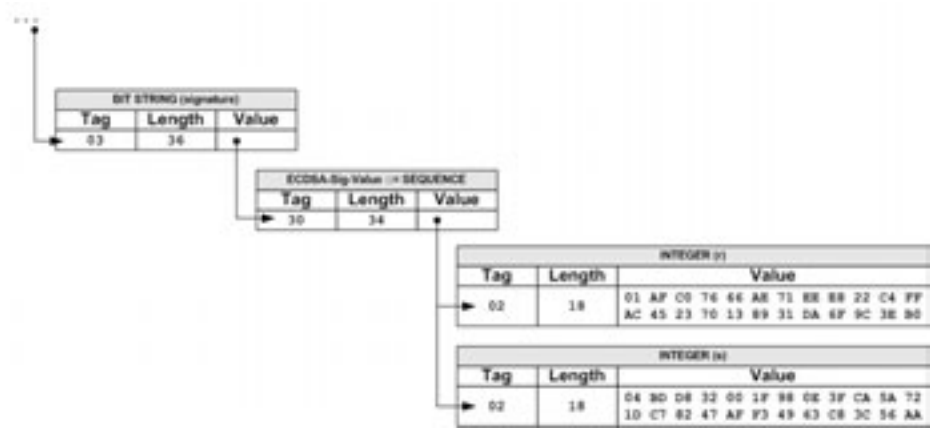 ...
BIT STRING (signature)
Tag Length Value
03 36
ECDSA-Sig-Value ::= SEQUENCE
Tag Length Value
30 34
INTEGER (r)
Tag Length Value
02 18 01 AF C0 76 66 AE 71 EE E8 22 C4 FF
AC 45 23 70 13 89 31 DA 6F 9C 3E B0
INTEGER (s)
Tag Length Value
02 18 04 BD D8 32 00 1F 98 0E 3F CA 5A 72
1D C7 82 47 AF F3 49 63 C8 3C 56 AA